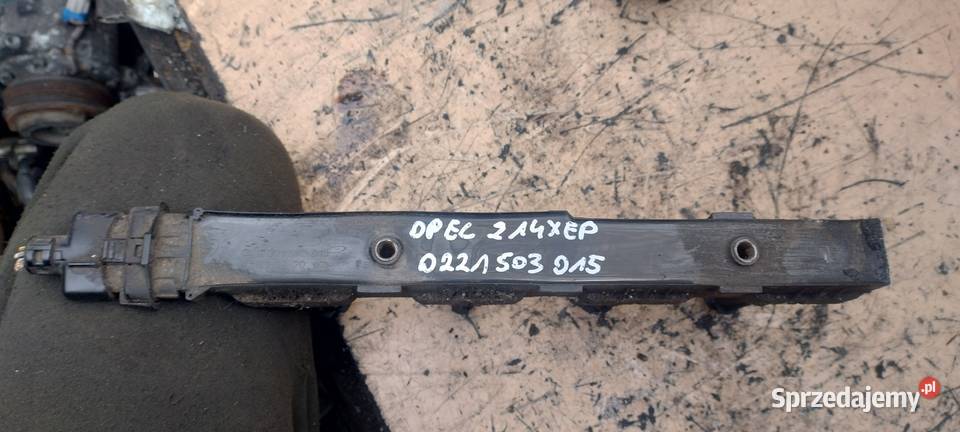 OPEL Z14XEP
0221503015
Sprzedajemy.pl